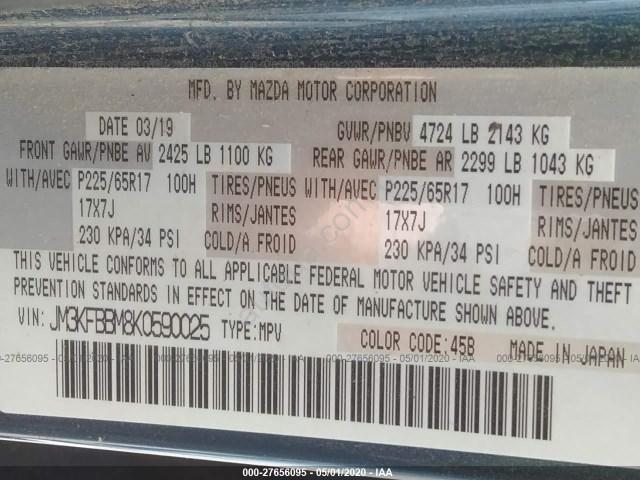 MFD. BY MAZDA MOTOR CORPORATION
DATE 03/19 GVWR/PNBV 4724 LB 2143 KG
FRONT GAWR/PNBE AV 2425 LB 1100 KG REAR GAWR/PNBE AR 2299 LB 1043 KG
WITH/AVEC P225/65R17 100H TIRES/PNEUS WITH/AVEC P225/65R17 100H TIRES/PNEUS
17X7J RIMS/JANTES 17X7J RIMS/JANTES
230 KPA/34 PSI COLD/A FROID 230 KPA/34 PSI COLD/A FROID
THIS VEHICLE CONFORMS TO ALL APPLICABLE FEDERAL MOTOR VEHICLE SAFETY AND THEFT
PREVENTION STANDARDS IN EFFECT ON THE DATE OF MANUFACTURE SHOWN ABOVE.
VIN: JM3KFBBM8K0590025 TYPE:MPV COLOR CODE:45B MADE IN JAPAN
000-27656095 - 05/01/2020 - IAA